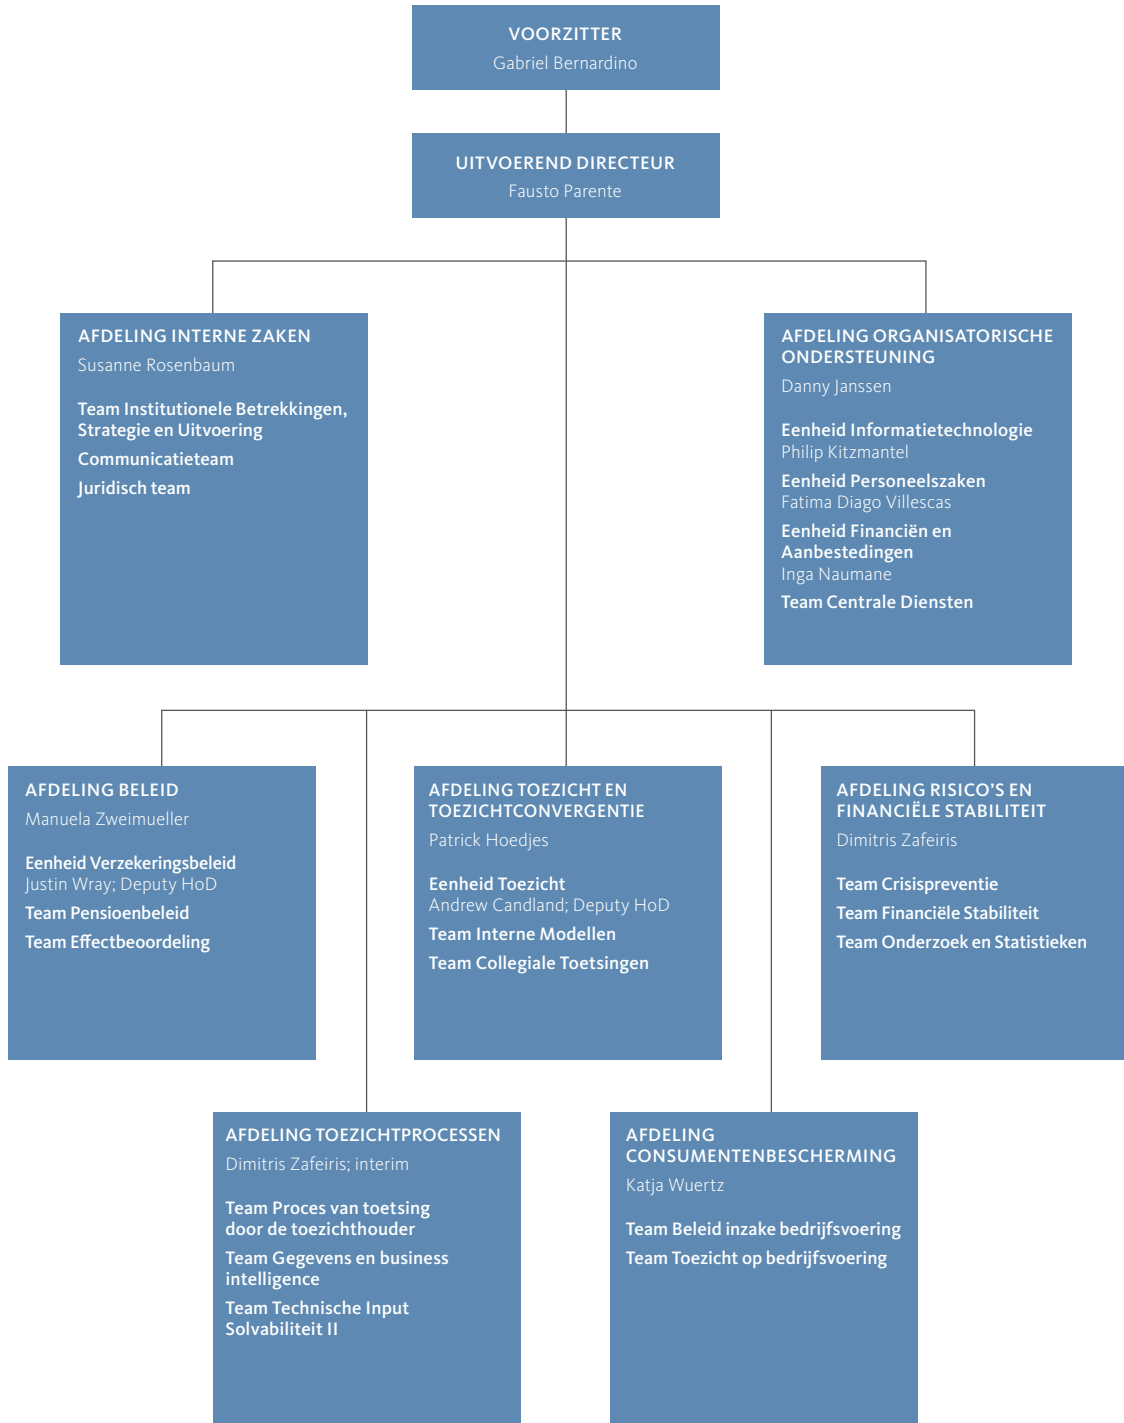 VOORZITTER
Gabriel Bernardino
UITVOEREND DIRECTEUR
Fausto Parente
AFDELING INTERNE ZAKEN
Susanne Rosenbaum
Team Institutionele Betrekkingen,
Strategie en Uitvoering
Communicatieteam
Juridisch team
AFDELING ORGANISATORISCHE
ONDERSTEUNING
Danny Janssen
Eenheid Informatietechnologie
Philip Kitzmantel
Eenheid Personeelszaken
Fatima Diago Villescas
Eenheid Financiën en
Aanbestedingen
Inga Naumane
Team Centrale Diensten
AFDELING BELEID
Manuela Zweimueller
Eenheid Verzekeringsbeleid
Justin Wray; Deputy HoD
Team Pensioenbeleid
Team Effectbeoordeling
AFDELING TOEZICHT EN
TOEZICHTCONVERGENTIE
Patrick Hoedjes
Eenheid Toezicht
Andrew Candland; Deputy HoD
Team Interne Modellen
Team Collegiale Toetsingen
AFDELING RISICO’S EN
FINANCIËLE STABILITEIT
Dimitris Zafeiris
Team Crisispreventie
Team Financiële Stabiliteit
Team Onderzoek en Statistieken
AFDELING TOEZICHTPROCESSEN
Dimitris Zafeiris; interim
Team Proces van toetsing
door de toezichthouder
Team Gegevens en business
intelligence
Team Technische Input
Solvabiliteit II
AFDELING
CONSUMENTENBESCHERMING
Katja Wuertz
Team Beleid inzake bedrijfsvoering
Team Toezicht op bedrijfsvoering